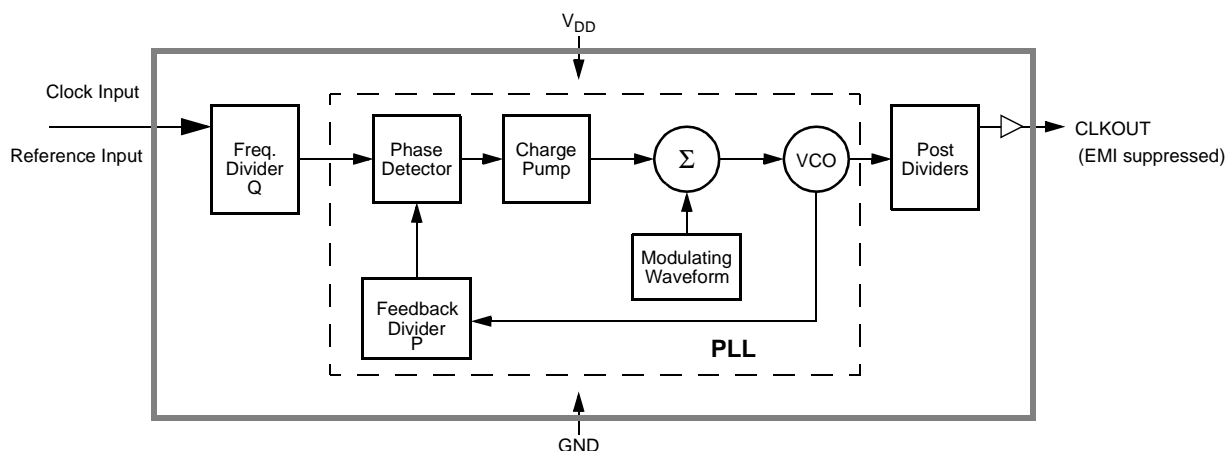 V_DD
Clock Input
Reference Input
Freq.
Divider
Q
Phase
Detector
Charge
Pump
Σ
VCO
Post
Dividers
CLKOUT
(EMI suppressed)
Modulating
Waveform
Feedback
Divider
P
PLL
GND